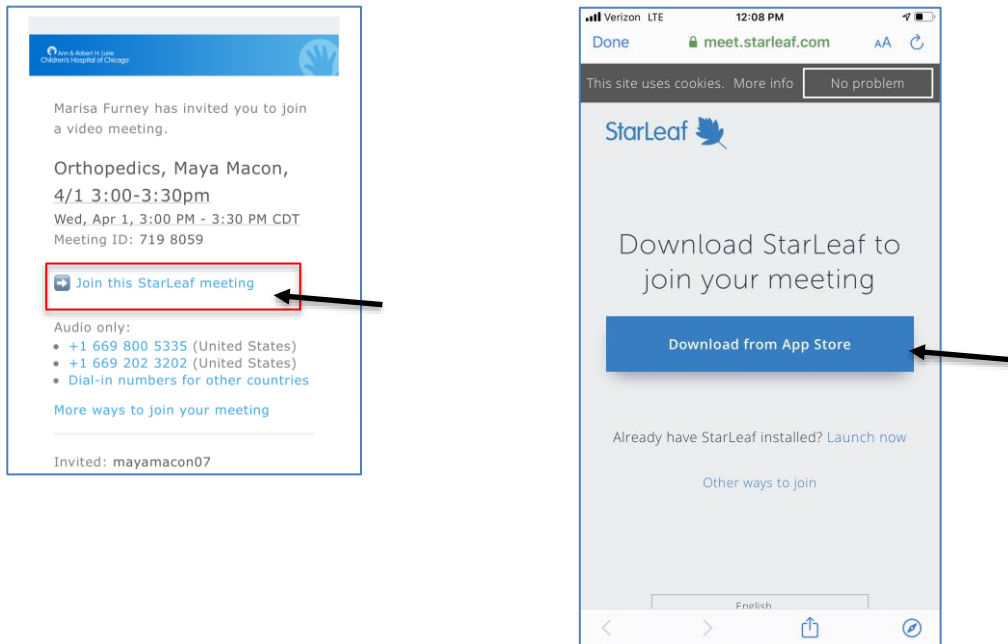 Ann & Robert H. Lurie
Children's Hospital of Chicago
Marisa Furney has invited you to join
a video meeting.
Orthopedics, Maya Macon,
4/1 3:00-3:30pm
Wed, Apr 1, 3:00 PM - 3:30 PM CDT
Meeting ID: 719 8059
Join this StarLeaf meeting
Audio only:
• +1 669 800 5335 (United States)
• +1 669 202 3202 (United States)
• Dial-in numbers for other countries
More ways to join your meeting
Invited: mayamacon07
Verizon LTE 12:08 PM
Done meet.starleaf.com AA
This site uses cookies. More info No problem
StarLeaf
Download StarLeaf to
join your meeting
Download from App Store
Already have StarLeaf installed? Launch now
Other ways to join
English